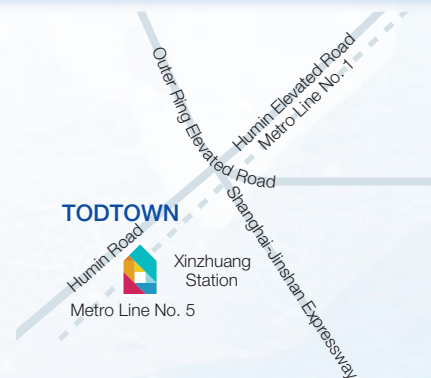 Outer Ring Elevated Road
Humin Elevated Road
Metro Line No. 1
TODTOWN
Humin Road
Shanghai-Jinshan Expressway
Xinzhuang
Station
Metro Line No. 5